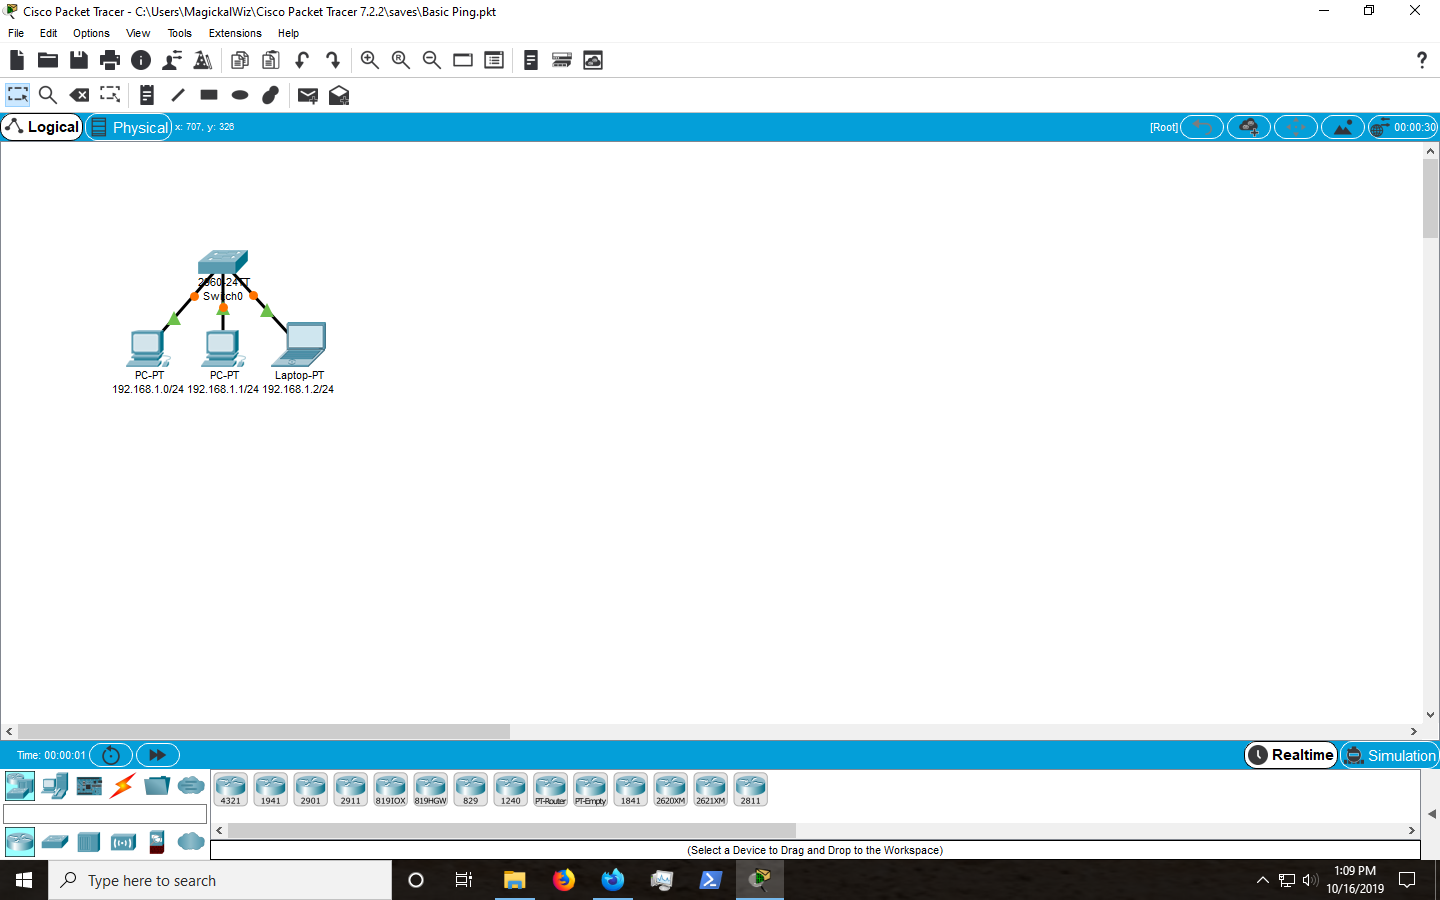 Cisco Packet Tracer - C:\Users\MagickalWiz\Cisco Packet Tracer 7.2.2\saves\Basic Ping.pkt
File Edit Options View Tools Extensions Help
Logical Physical x: 707, y: 326 [Root] 00:00:30
2960-24TT
Switch0
PC-PT PC-PT Laptop-PT
192.168.1.0/24 192.168.1.1/24 192.168.1.2/24
Time: 00:00:01 Realtime Simulation
4321 1941 2901 2911 819IOX 819HGW 829 1240 PT-Router PT-Empty 1841 2620XM 2621XM 2811
(Select a Device to Drag and Drop to the Workspace)
Type here to search
1:09 PM
10/16/2019